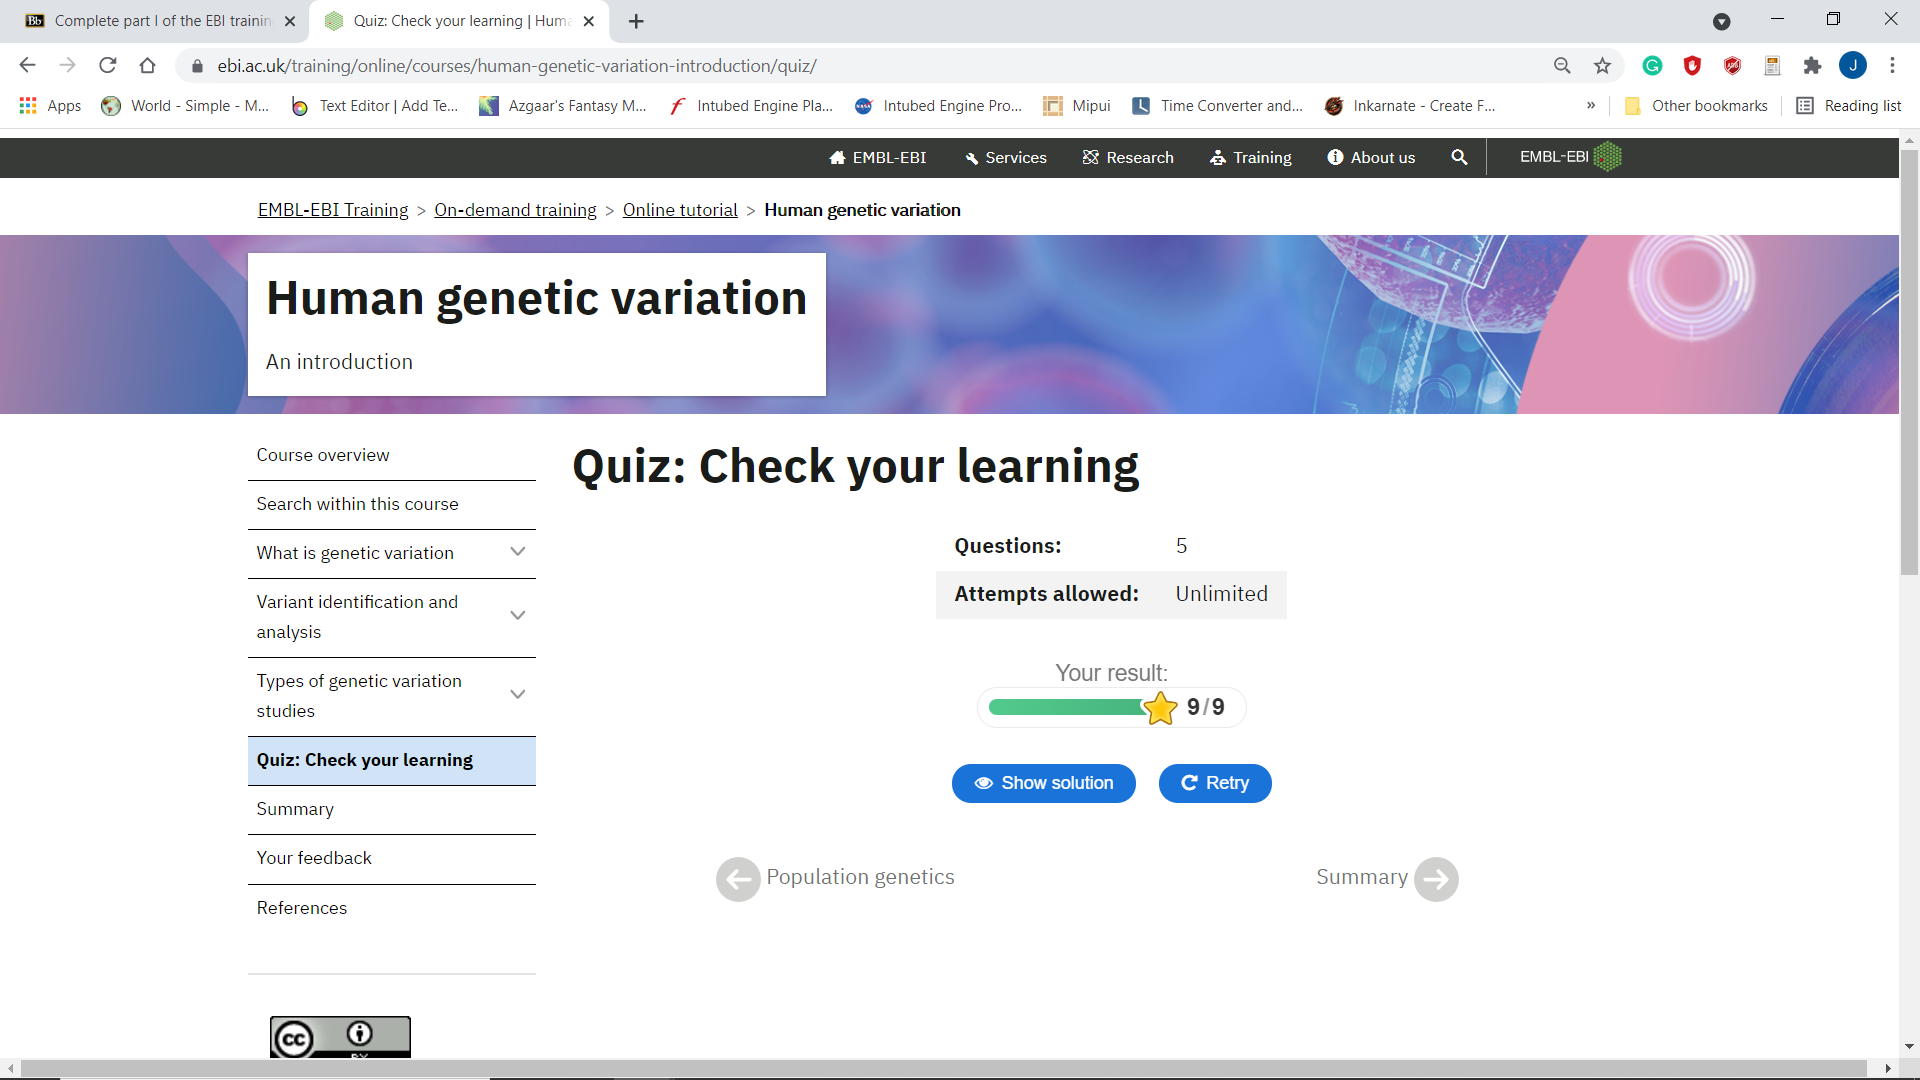 Bb Complete part I of the EBI trainin
Quiz: Check your learning | Huma
ebi.ac.uk/training/online/courses/human-genetic-variation-introduction/quiz/
J
Apps
World - Simple - M...
Text Editor | Add Te...
Azgaar's Fantasy M...
Intubed Engine Pla...
Intubed Engine Pro...
Mipui
Time Converter and...
Inkarnate - Create F...
»
Other bookmarks
Reading list
EMBL-EBI
Services
Research
Training
About us
EMBL-EBI
EMBL-EBI Training > On-demand training > Online tutorial > Human genetic variation
Human genetic variation
An introduction
Course overview
Search within this course
What is genetic variation
Variant identification and
analysis
Types of genetic variation
studies
Quiz: Check your learning
Summary
Your feedback
References
cc
BY
Quiz: Check your learning
Questions: 5
Attempts allowed: Unlimited
Your result:
9/9
Show solution
Retry
Population genetics
Summary